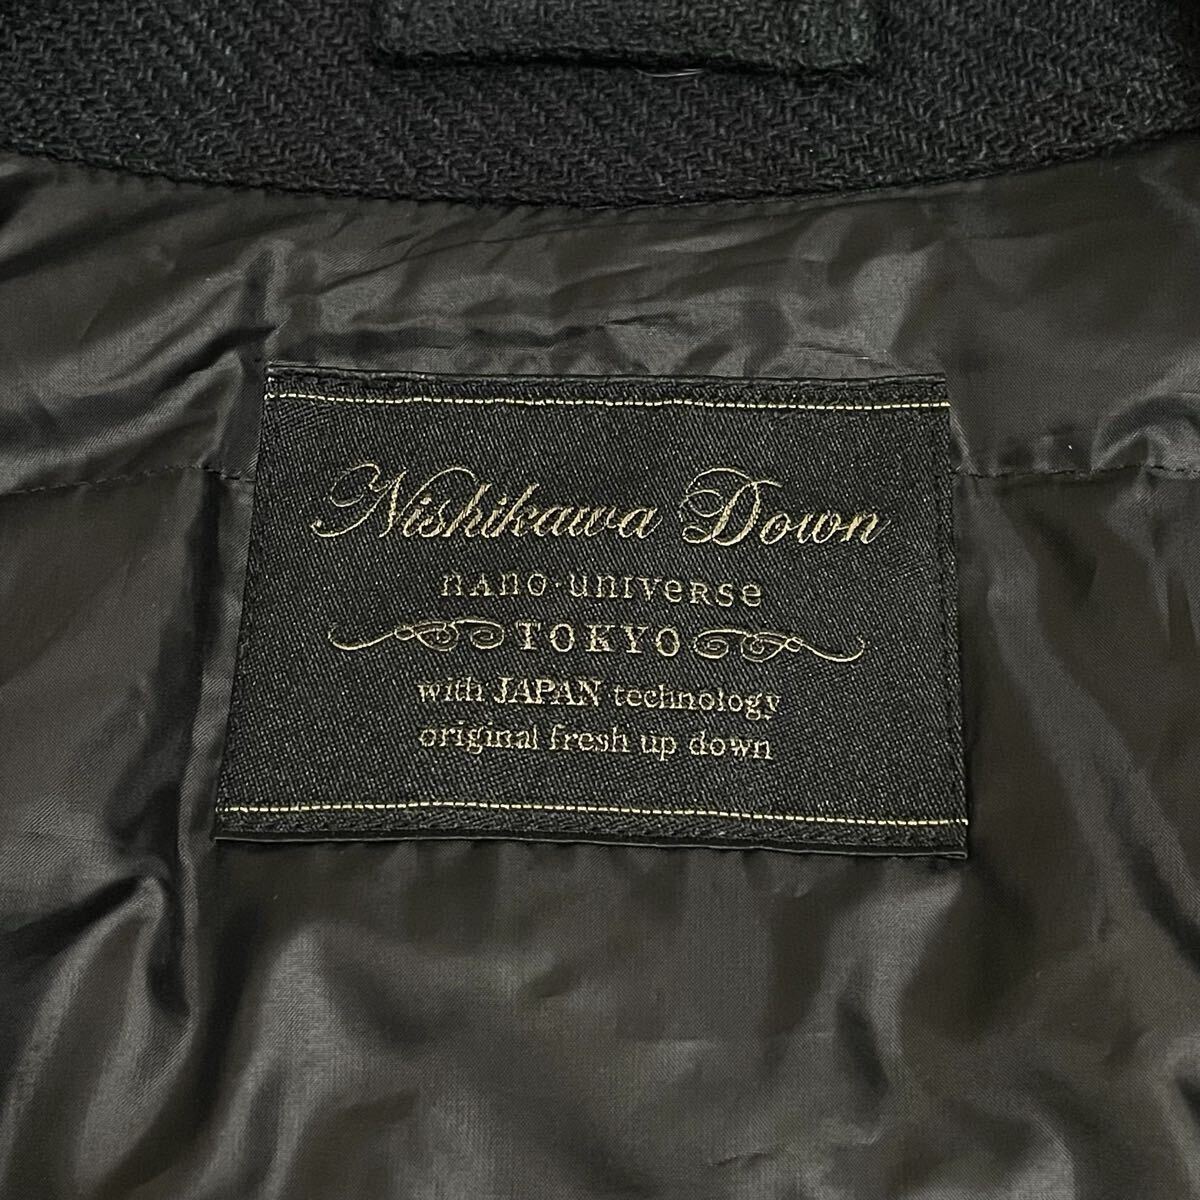 Nishikawa Down
nano·universe
TOKYO
with JAPAN technology
original fresh up down